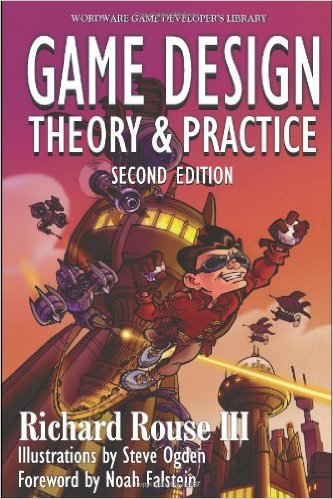 WORDWARE GAME DEVELOPER'S LIBRARY
GAME DESIGN
THEORY & PRACTICE
SECOND EDITION
Richard Rouse III
Illustrations by Steve Ogden
Foreword by Noah Falstein